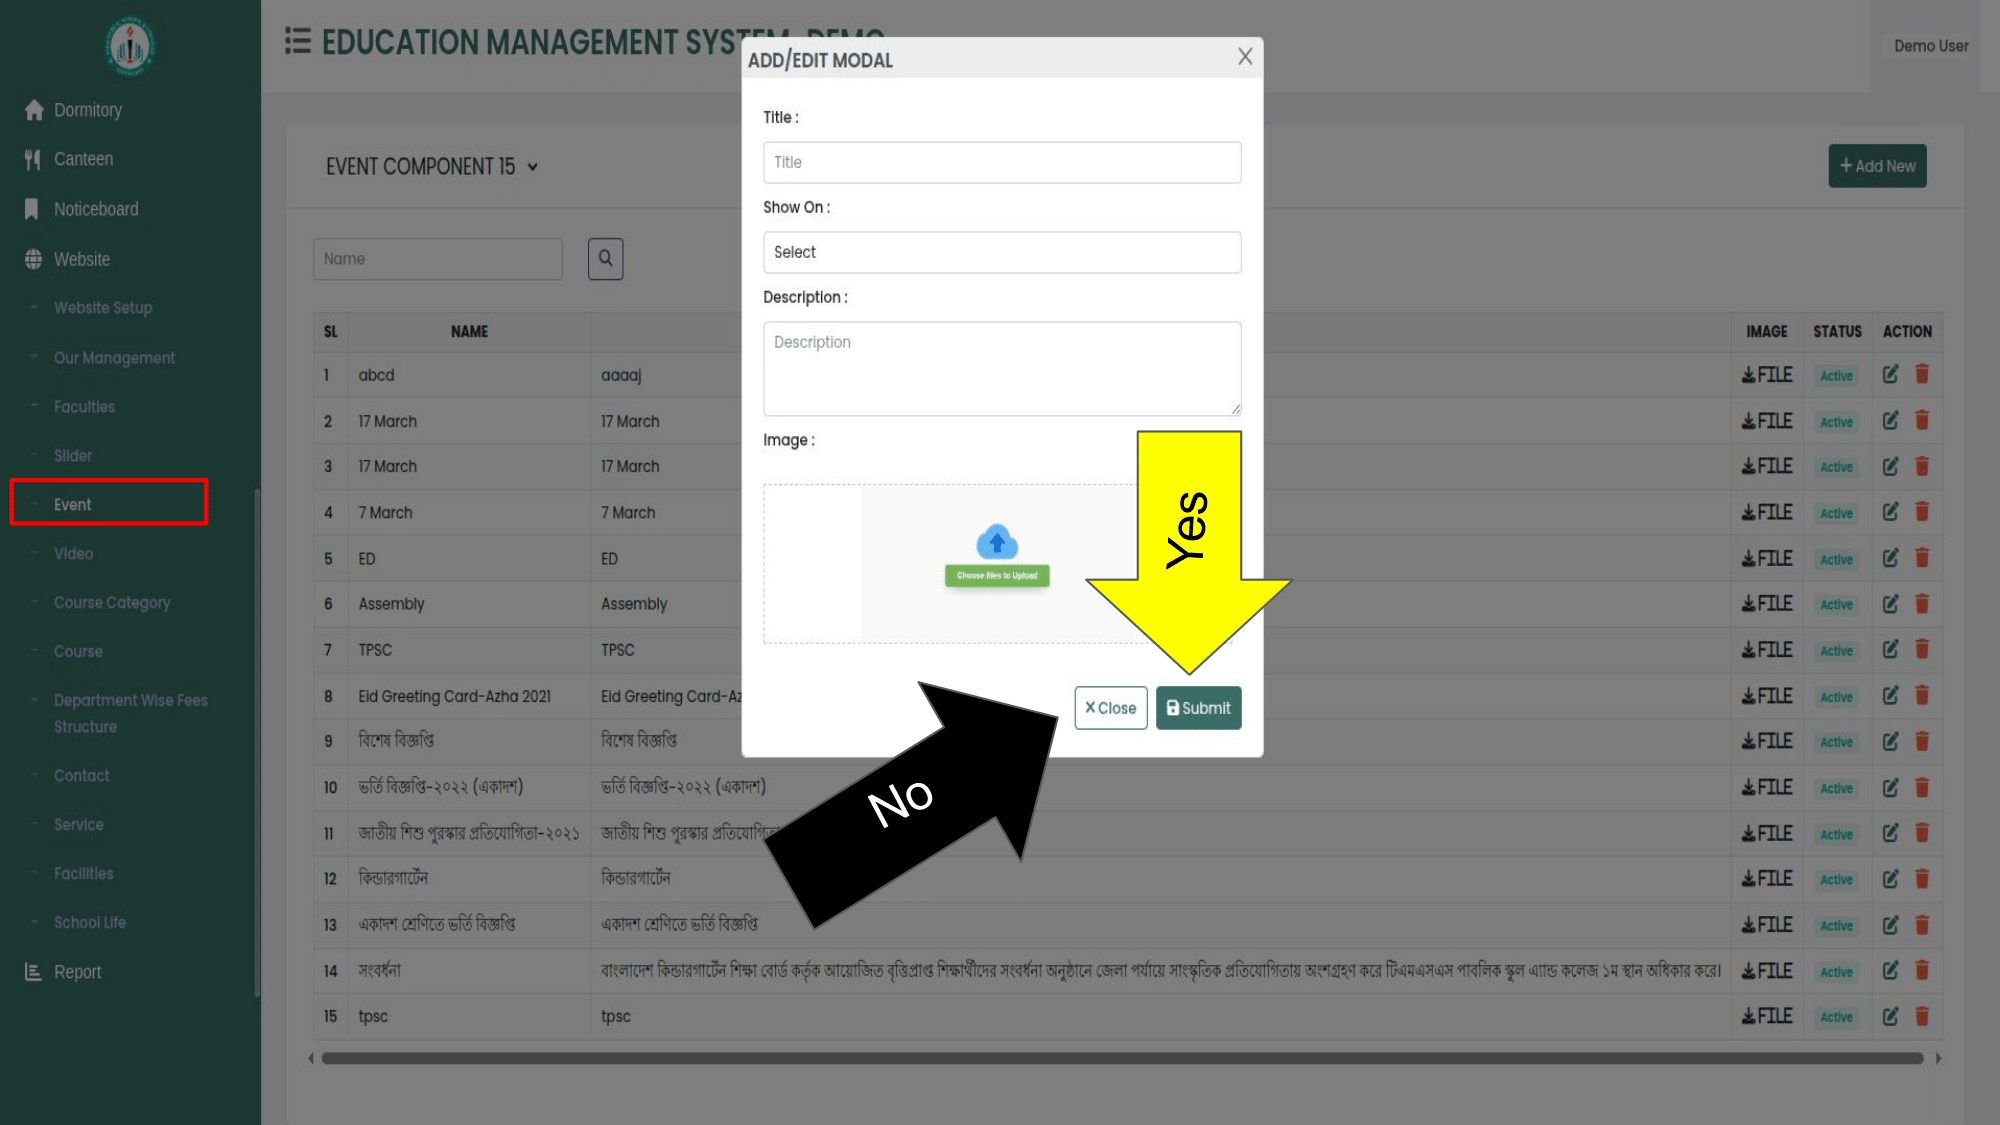 EDUCATION MANAGEMENT SYSTEM-DEMO
Demo User
Dormitory
Canteen
Noticeboard
Website
Website Setup
Our Management
Faculties
Slider
Event
Video
Course Category
Course
Department Wise Fees
Structure
Contact
Service
Facilities
School Life
Report
EVENT COMPONENT 15
+ Add New
Name
SL NAME IMAGE STATUS ACTION
1 abcd aaaaj FILE Active
2 17 March 17 March FILE Active
3 17 March 17 March FILE Active
4 7 March 7 March FILE Active
5 ED ED FILE Active
6 Assembly Assembly FILE Active
7 TPSC TPSC FILE Active
8 Eid Greeting Card-Azha 2021 Eid Greeting Card-Az FILE Active
9 বিশেষ বিজ্ঞপ্তি বিশেষ বিজ্ঞপ্তি FILE Active
10 ভর্তি বিজ্ঞপ্তি-২০২২ (একাদশ) ভর্তি বিজ্ঞপ্তি-২০২২ (একাদশ) FILE Active
11 জাতীয় শিশু পুরস্কার প্রতিযোগিতা-২০২১ জাতীয় শিশু পুরস্কার প্রতিযোগিতা FILE Active
12 কিন্ডারগার্টেন কিন্ডারগার্টেন FILE Active
13 একাদশ শ্রেণিতে ভর্তি বিজ্ঞপ্তি একাদশ শ্রেণিতে ভর্তি বিজ্ঞপ্তি FILE Active
14 সংবর্ধনা বাংলাদেশ কিন্ডারগার্টেন শিক্ষা বোর্ড কর্তৃক আয়োজিত বৃত্তিপ্রাপ্ত শিক্ষার্থীদের সংবর্ধনা অনুষ্ঠানে জেলা পর্যায়ে সাংস্কৃতিক প্রতিযোগিতায় অংশগ্রহণ করে টিএমএসএস পাবলিক স্কুল এ্যান্ড কলেজ ১ম স্থান অধিকার করে। FILE Active
15 tpsc tpsc FILE Active
ADD/EDIT MODAL X
Title :
Title
Show On :
Select
Description :
Description
Image :
Choose files to Upload
X Close Submit
Yes
No